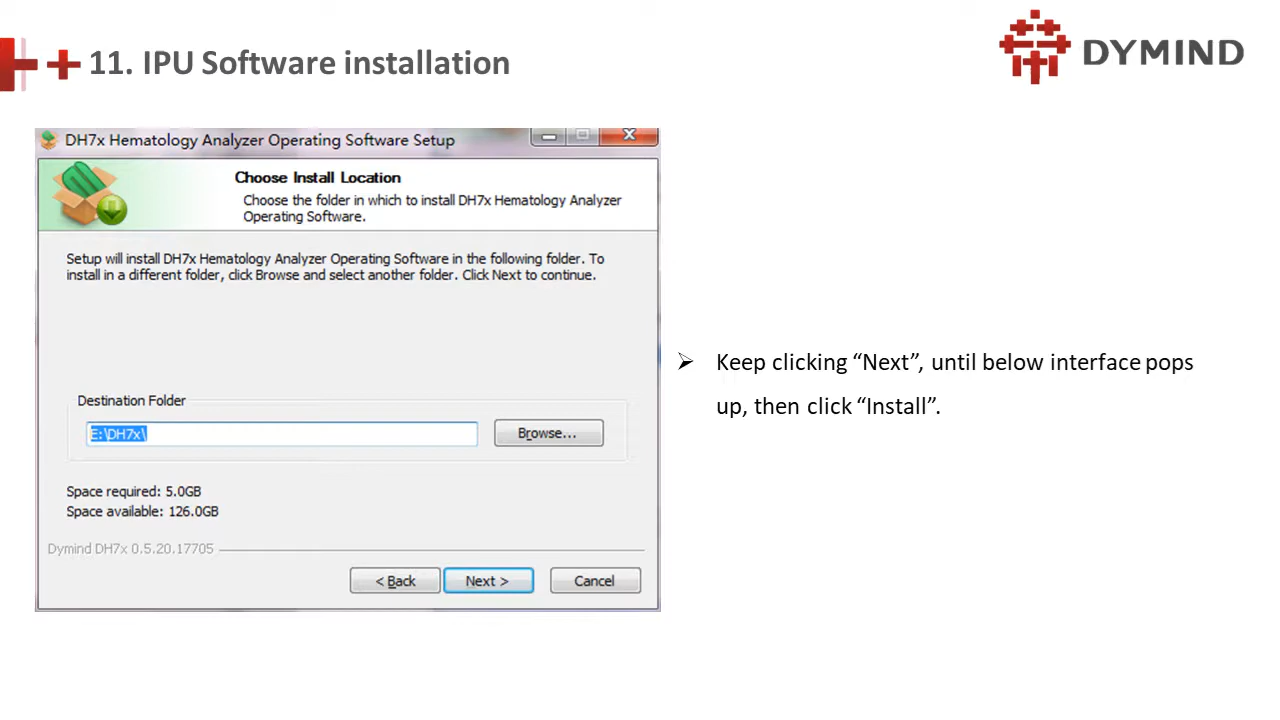 11. IPU Software installation
DYMIND
DH7x Hematology Analyzer Operating Software Setup
Choose Install Location
Choose the folder in which to install DH7x Hematology Analyzer
Operating Software.
Setup will install DH7x Hematology Analyzer Operating Software in the following folder. To
install in a different folder, click Browse and select another folder. Click Next to continue.
➢ Keep clicking “Next”, until below interface pops
up, then click “Install”.
Destination Folder
E:\DH7x\
Browse...
Space required: 5.0GB
Space available: 126.0GB
Dymind DH7x 0.5.20.17705
< Back
Next >
Cancel